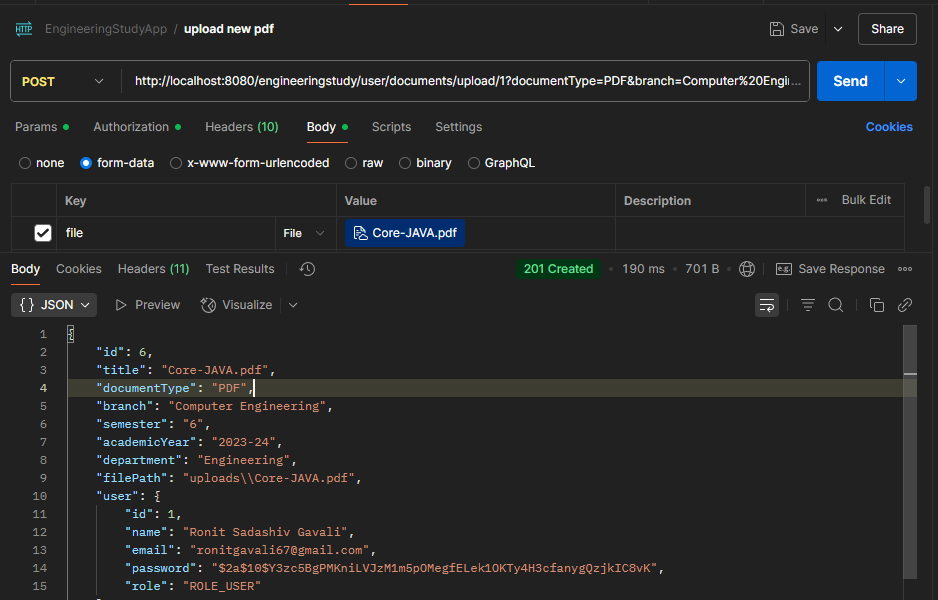 HTTP EngineeringStudyApp / upload new pdf Save Share
POST http://localhost:8080/engineeringstudy/user/documents/upload/1?documentType=PDF&branch=Computer%20Engi... Send
Params Authorization Headers (10) Body Scripts Settings Cookies
none form-data x-www-form-urlencoded raw binary GraphQL
Key Value Description Bulk Edit
file File Core-JAVA.pdf
Body Cookies Headers (11) Test Results 201 Created 190 ms 701 B e.g. Save Response
{} JSON Preview Visualize
1 {
2 "id": 6,
3 "title": "Core-JAVA.pdf",
4 "documentType": "PDF",
5 "branch": "Computer Engineering",
6 "semester": "6",
7 "academicYear": "2023-24",
8 "department": "Engineering",
9 "filePath": "uploads\\Core-JAVA.pdf",
10 "user": {
11 "id": 1,
12 "name": "Ronit Sadashiv Gavali",
13 "email": "ronitgavali67@gmail.com",
14 "password": "$2a$10$Y3zc5BgPMKniLVJzM1m5pOMegfELek1OKTy4H3cfanygQzjkIC8vK",
15 "role": "ROLE_USER"